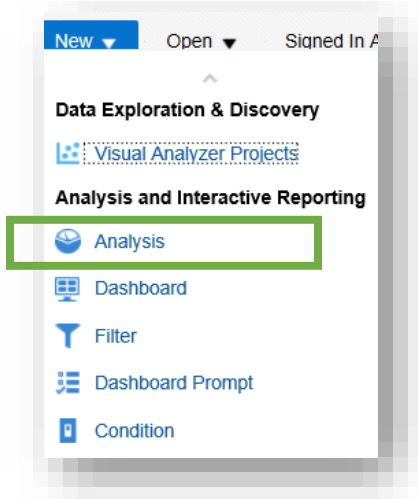 New Open Signed In A
Data Exploration & Discovery
Visual Analyzer Projects
Analysis and Interactive Reporting
Analysis
Dashboard
Filter
Dashboard Prompt
Condition